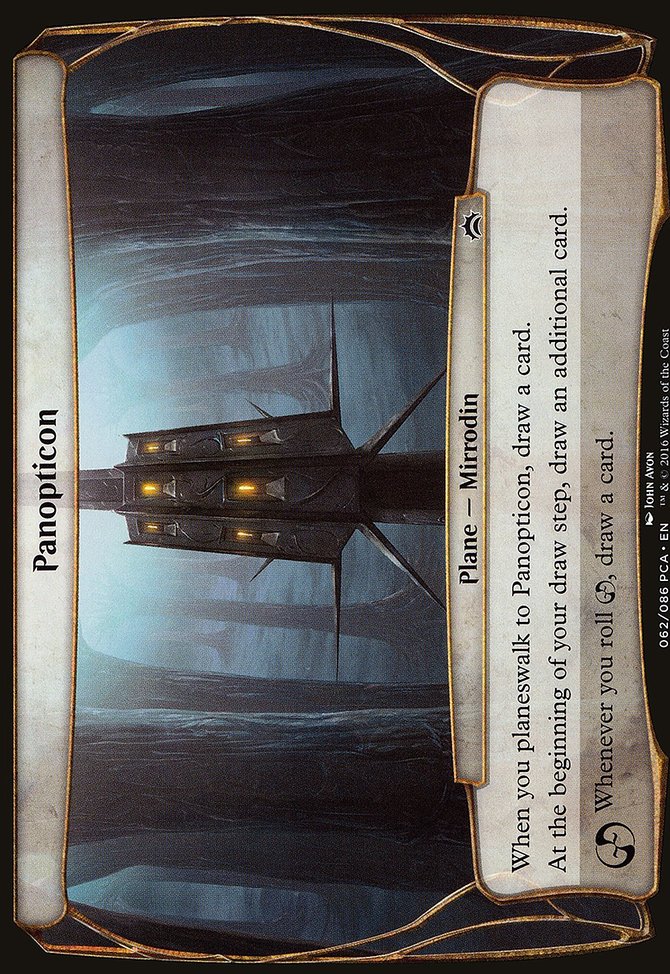 Panopticon
Plane — Mirrodin
When you planeswalk to Panopticon, draw a card.
At the beginning of your draw step, draw an additional card.
Whenever you roll , draw a card.
JOHN AVON
062/086 PCA • EN ™ & © 2016 Wizards of the Coast